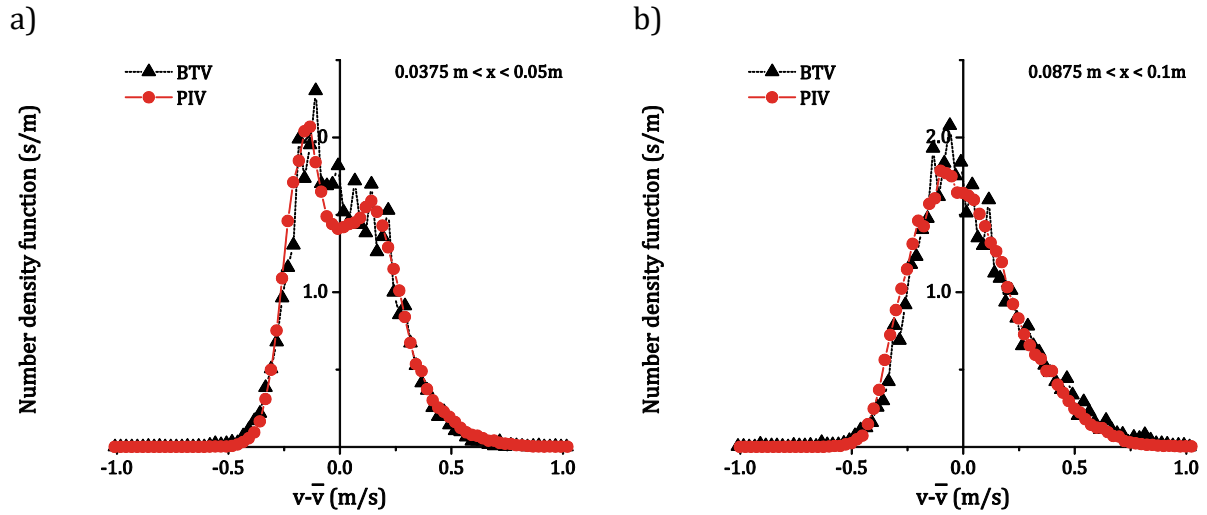 a)
BTV
PIV
0.0375 m < x < 0.05m
Number density function (s/m)
.0
1.0
-1.0 -0.5 0.0 0.5 1.0
v-v̅ (m/s)
b)
BTV
PIV
0.0875 m < x < 0.1m
Number density function (s/m)
2.0
1.0
-1.0 -0.5 0.0 0.5 1.0
v-v̅ (m/s)